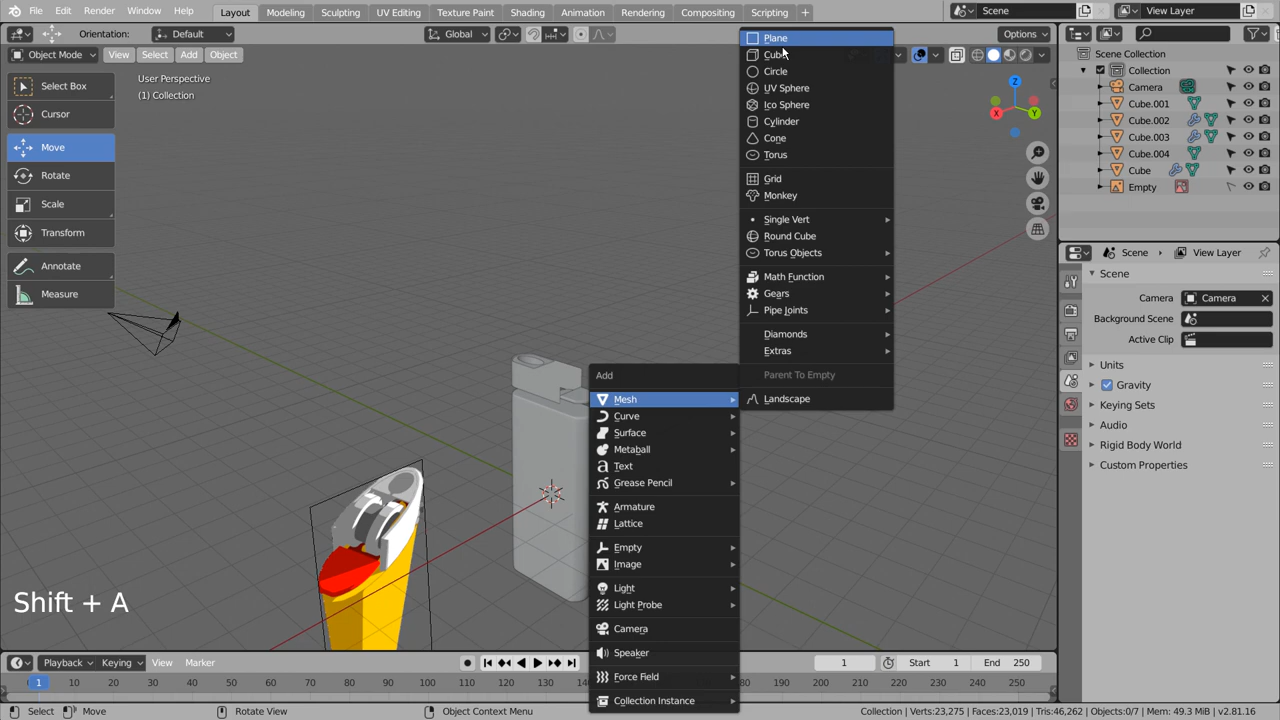 File Edit Render Window Help
Layout Modeling Sculpting UV Editing Texture Paint Shading Animation Rendering Compositing Scripting +
Scene
View Layer
Orientation: Default
Global
Options
Object Mode View Select Add Object
User Perspective
(1) Collection
Select Box
Cursor
Move
Rotate
Scale
Transform
Annotate
Measure
Z
X
Y
Plane
Cube
Circle
UV Sphere
Ico Sphere
Cylinder
Cone
Torus
Grid
Monkey
Single Vert
Round Cube
Torus Objects
Math Function
Gears
Pipe Joints
Diamonds
Extras
Parent To Empty
Landscape
Add
Mesh
Curve
Surface
Metaball
Text
Grease Pencil
Armature
Lattice
Empty
Image
Light
Light Probe
Camera
Speaker
Force Field
Collection Instance
Scene Collection
Collection
Camera
Cube.001
Cube.002
Cube.003
Cube.004
Cube
Empty
Scene View Layer
Scene
Camera Camera
Background Scene
Active Clip
Units
Gravity
Keying Sets
Audio
Rigid Body World
Custom Properties
Shift + A
Playback Keying View Marker
1 Start 1 End 250
1 10 20 30 40 50 60 70 80 90 100 110 120 130 140 150 160 170 180 190 200 210 220 230 240 250
Select Move Rotate View Object Context Menu
Collection | Verts:23,275 | Faces:23,019 | Tris:46,262 | Objects:0/7 | Mem: 49.3 MiB | v2.81.16